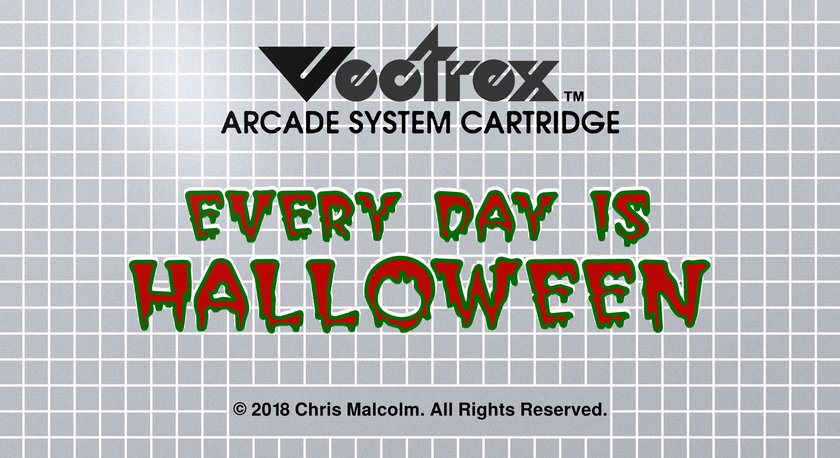 Vectrex™
ARCADE SYSTEM CARTRIDGE
EVERY DAY IS
HALLOWEEN
© 2018 Chris Malcolm. All Rights Reserved.